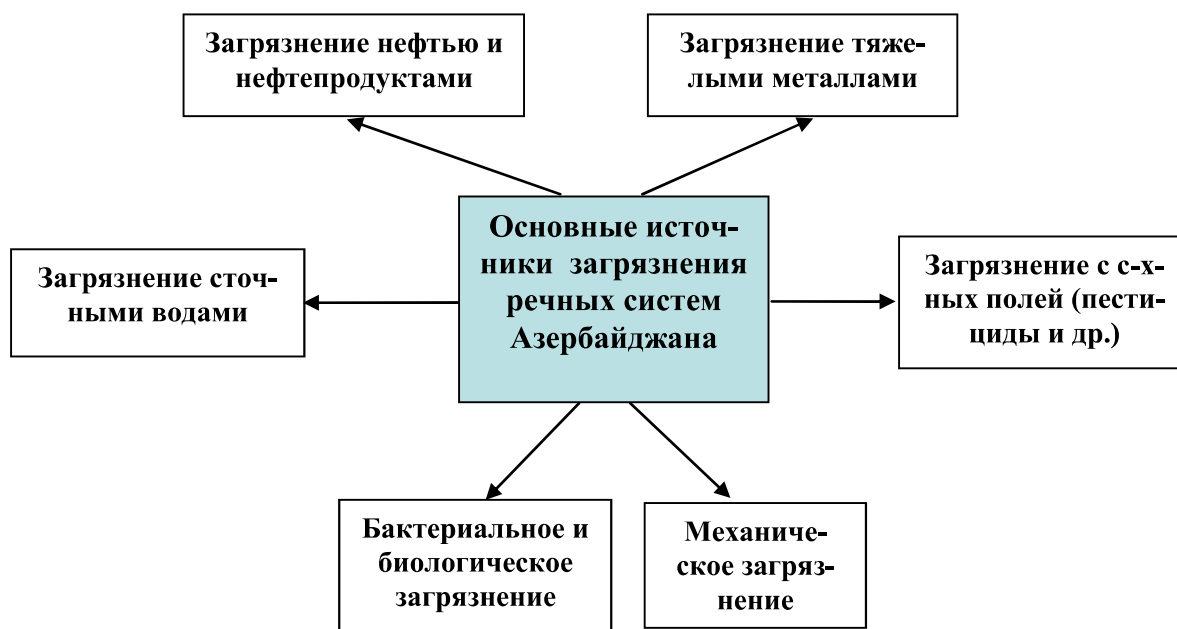 Загрязнение нефтью и
нефтепродуктами
Загрязнение тяже-
лыми металлами
Загрязнение сточ-
ными водами
Основные источ-
ники загрязнения
речных систем
Азербайджана
Загрязнение с с-х-
ных полей (пести-
циды и др.)
Бактериальное и
биологическое
загрязнение
Механиче-
ское загряз-
нение